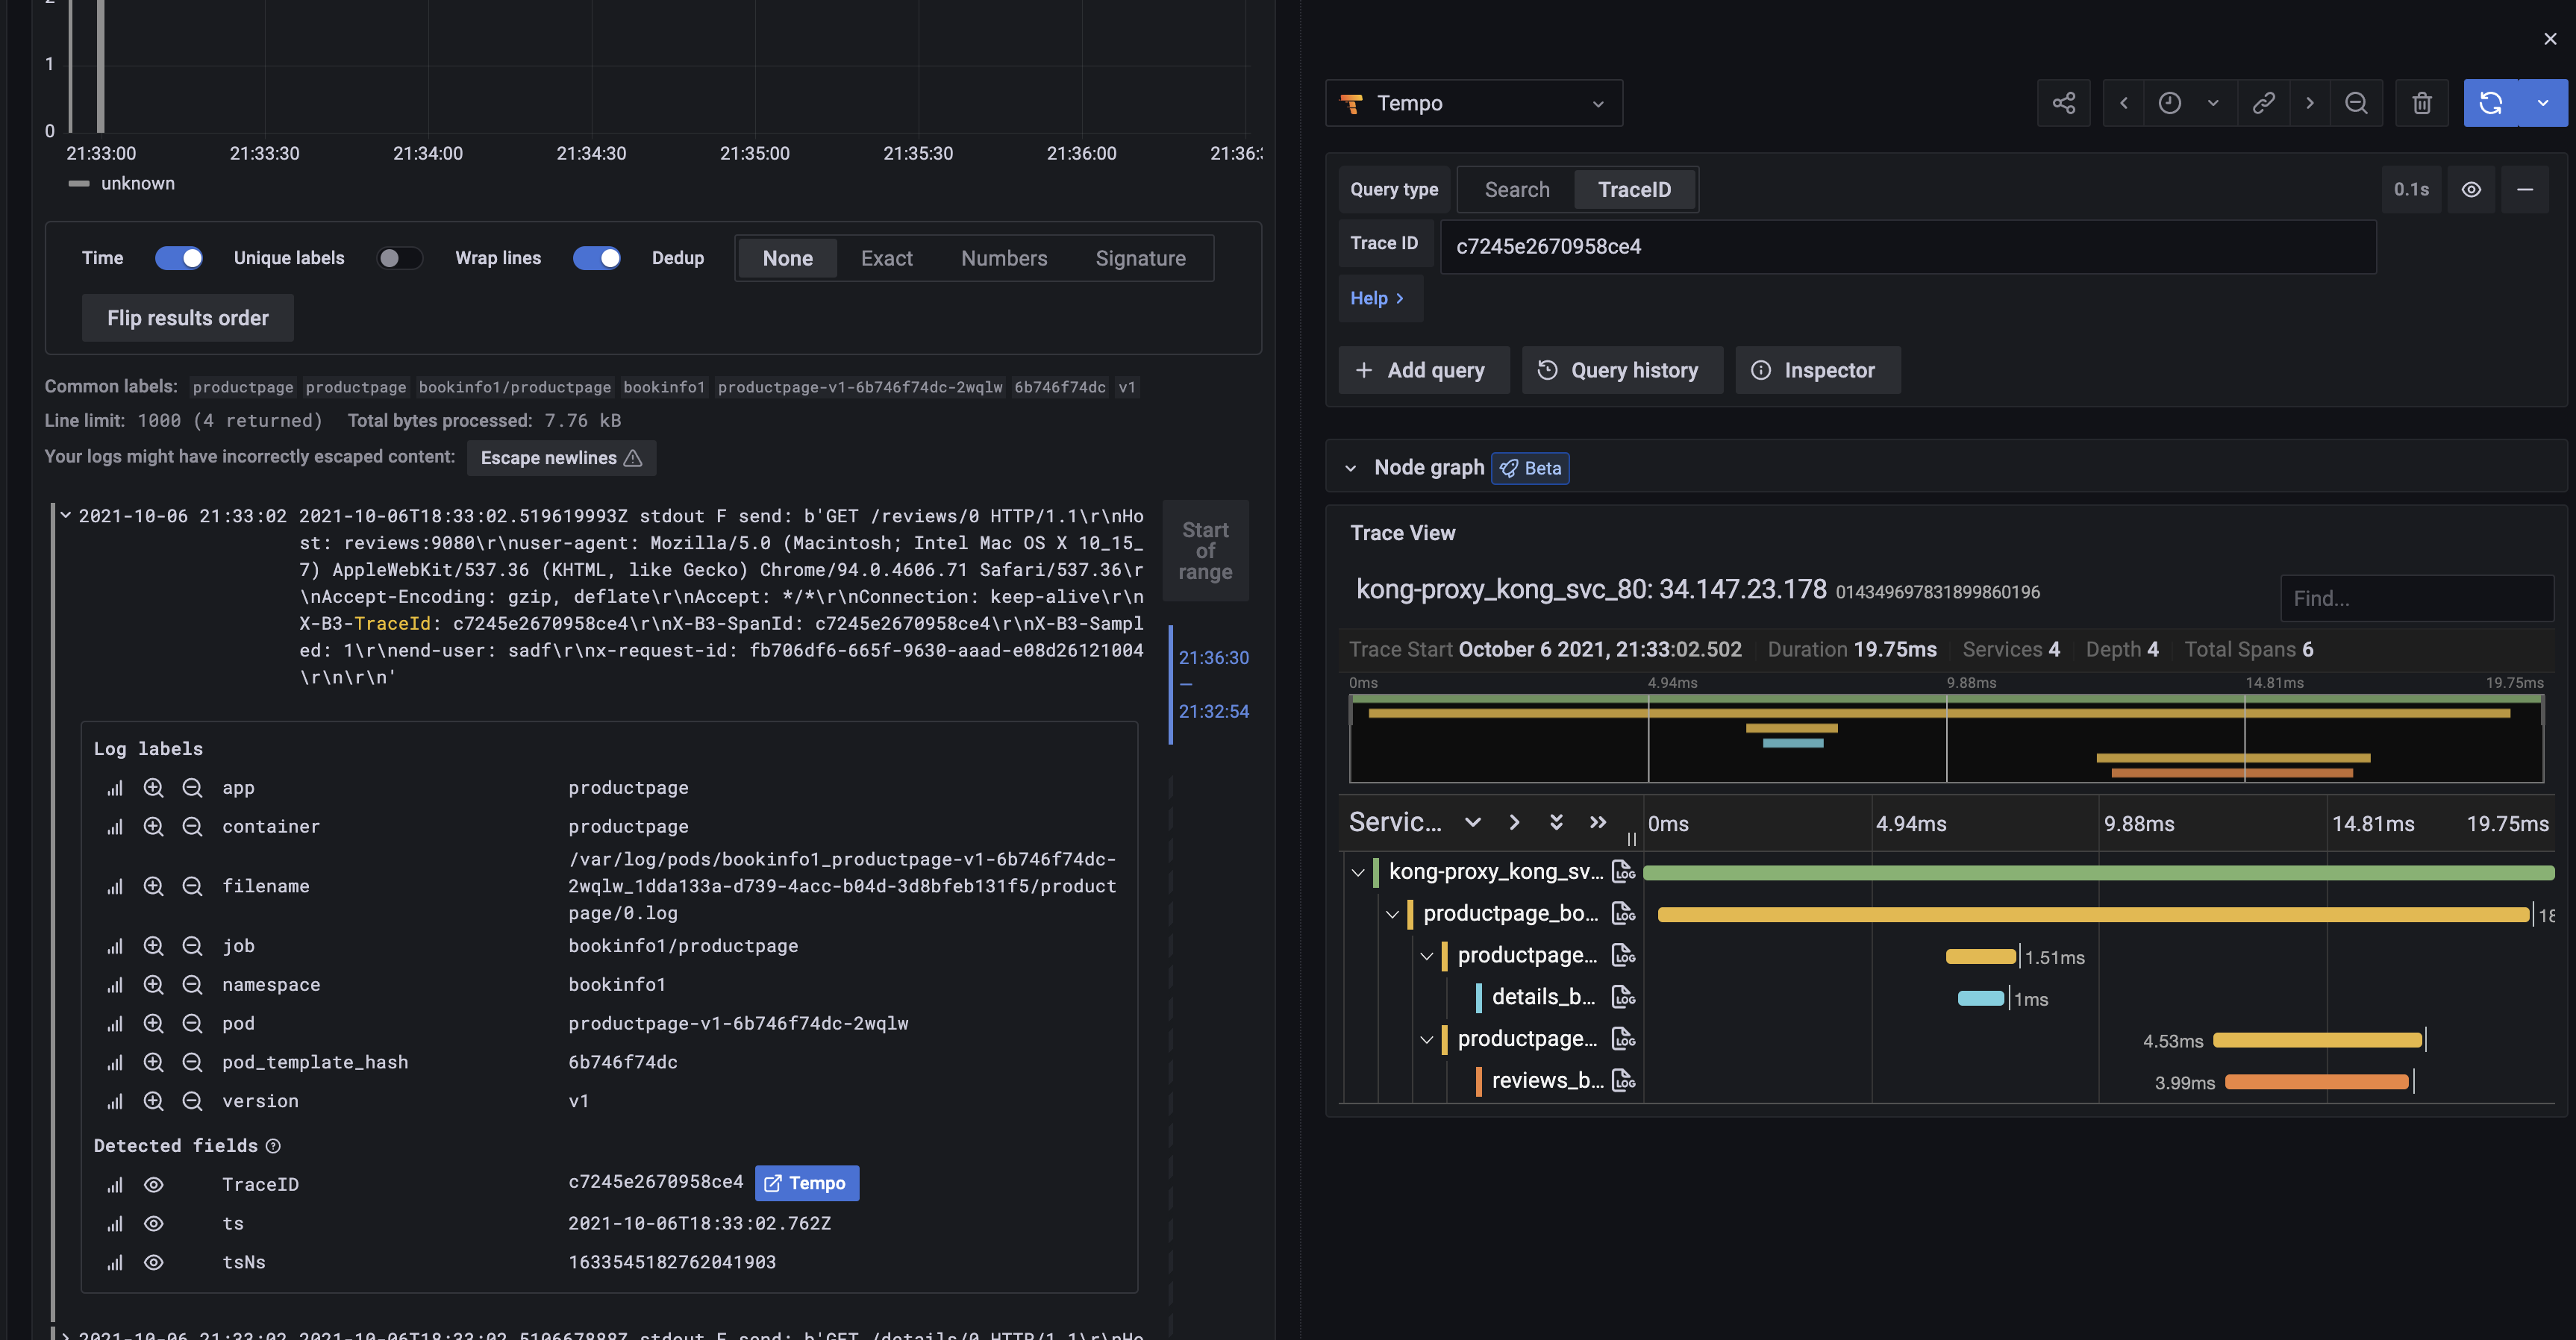 2
1
0
21:33:00 21:33:30 21:34:00 21:34:30 21:35:00 21:35:30 21:36:00 21:36:
unknown
Time Unique labels Wrap lines Dedup None Exact Numbers Signature
Flip results order
Common labels: productpage productpage bookinfo1/productpage bookinfo1 productpage-v1-6b746f74dc-2wqlw 6b746f74dc v1
Line limit: 1000 (4 returned) Total bytes processed: 7.76 kB
Your logs might have incorrectly escaped content: Escape newlines
2021-10-06 21:33:02 2021-10-06T18:33:02.519619993Z stdout F send: b'GET /reviews/0 HTTP/1.1\r\nHo
st: reviews:9080\r\nuser-agent: Mozilla/5.0 (Macintosh; Intel Mac OS X 10_15_
7) AppleWebKit/537.36 (KHTML, like Gecko) Chrome/94.0.4606.71 Safari/537.36\r
\nAccept-Encoding: gzip, deflate\r\nAccept: */*\r\nConnection: keep-alive\r\n
X-B3-TraceId: c7245e2670958ce4\r\nX-B3-SpanId: c7245e2670958ce4\r\nX-B3-Sampl
ed: 1\r\nend-user: sadf\r\nx-request-id: fb706df6-665f-9630-aaad-e08d26121004
\r\n\r\n'
Start
of
range
21:36:30
—
21:32:54
Log labels
app productpage
container productpage
filename /var/log/pods/bookinfo1_productpage-v1-6b746f74dc-
2wqlw_1dda133a-d739-4acc-b04d-3d8bfeb131f5/product
page/0.log
job bookinfo1/productpage
namespace bookinfo1
pod productpage-v1-6b746f74dc-2wqlw
pod_template_hash 6b746f74dc
version v1
Detected fields
TraceID c7245e2670958ce4 Tempo
ts 2021-10-06T18:33:02.762Z
tsNs 1633545182762041903
2021-10-06 21:33:02 2021-10-06T18:33:02.510667888Z stdout F send: b'GET /details/0 HTTP/1.1\r\nHo
Tempo
Query type Search TraceID 0.1s
Trace ID c7245e2670958ce4
Help
Add query Query history Inspector
Node graph Beta
Trace View
kong-proxy_kong_svc_80: 34.147.23.178 014349697831899860196 Find...
Trace Start October 6 2021, 21:33:02.502 Duration 19.75ms Services 4 Depth 4 Total Spans 6
0ms 4.94ms 9.88ms 14.81ms 19.75ms
Servic... 0ms 4.94ms 9.88ms 14.81ms 19.75ms
kong-proxy_kong_sv... LOG
productpage_bo... LOG 18
productpage... LOG 1.51ms
details_b... LOG 1ms
productpage... LOG 4.53ms
reviews_b... LOG 3.99ms